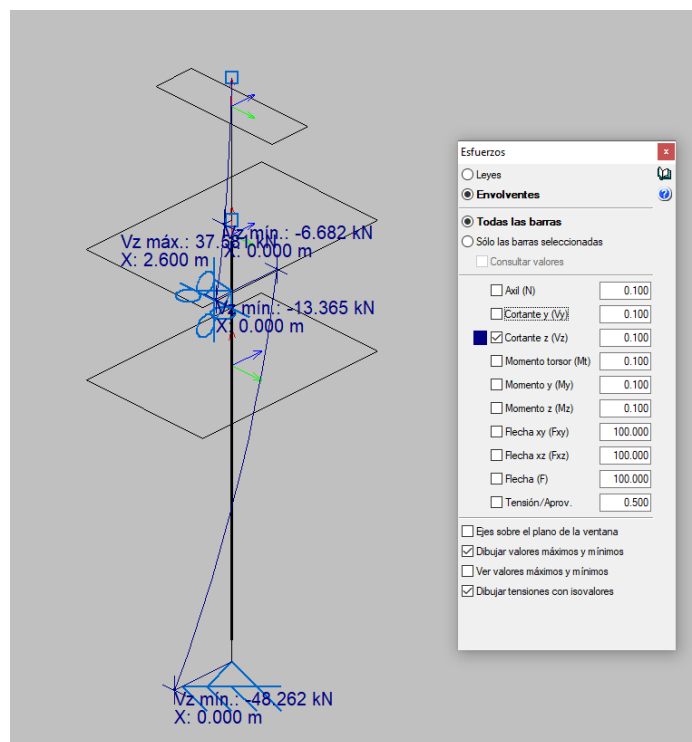 Esfuerzos
x
Leyes
Envolventes
Todas las barras
Sólo las barras seleccionadas
Consultar valores
Axil (N) 0.100
Cortante y (Vy) 0.100
Cortante z (Vz) 0.100
Momento torsor (Mt) 0.100
Momento y (My) 0.100
Momento z (Mz) 0.100
Flecha xy (Fxy) 100.000
Flecha xz (Fxz) 100.000
Flecha (F) 100.000
Tensión/Aprov. 0.500
Ejes sobre el plano de la ventana
Dibujar valores máximos y mínimos
Ver valores máximos y mínimos
Dibujar tensiones con isovalores
Vz mín.: -6.682 kN
X: 0.000 m
Vz máx.: kN
X: 2.600 m
Vz mín.: -13.365 kN
X: 0.000 m
Vz mín.: -48.262 kN
X: 0.000 m